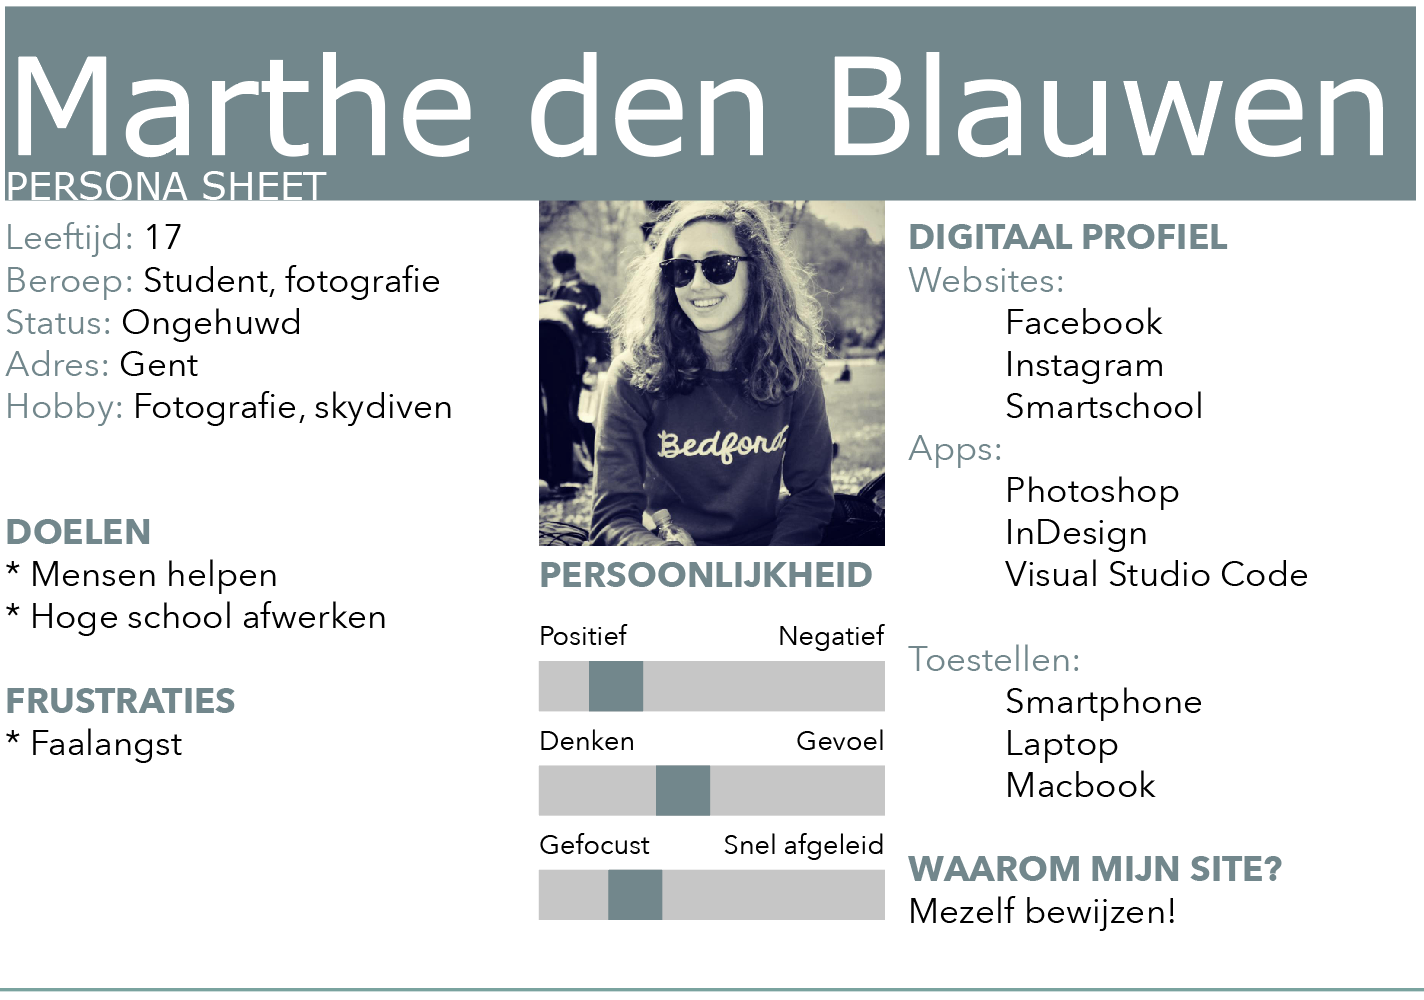 Marthe den Blauwen
PERSONA SHEET
Leeftijd: 17
Beroep: Student, fotografie
Status: Ongehuwd
Adres: Gent
Hobby: Fotografie, skydiven
DOELEN
* Mensen helpen
* Hoge school afwerken
FRUSTRATIES
* Faalangst
Bedford
PERSOONLIJKHEID
Positief Negatief
Denken Gevoel
Gefocust Snel afgeleid
DIGITAAL PROFIEL
Websites:
Facebook
Instagram
Smartschool
Apps:
Photoshop
InDesign
Visual Studio Code
Toestellen:
Smartphone
Laptop
Macbook
WAAROM MIJN SITE?
Mezelf bewijzen!